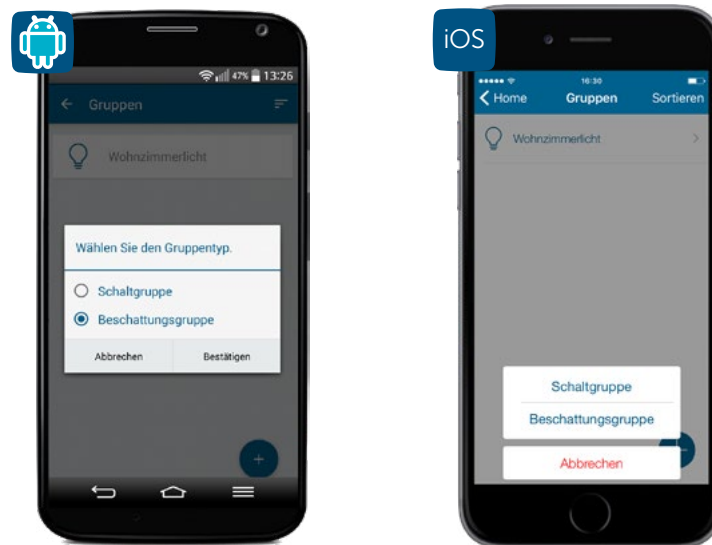 47% 13:26
Gruppen
Wohnzimmerlicht
Wählen Sie den Gruppentyp.
Schaltgruppe
Beschattungsgruppe
Abbrechen Bestätigen
iOS
16:30
Home Gruppen Sortieren
Wohnzimmerlicht
Schaltgruppe
Beschattungsgruppe
Abbrechen